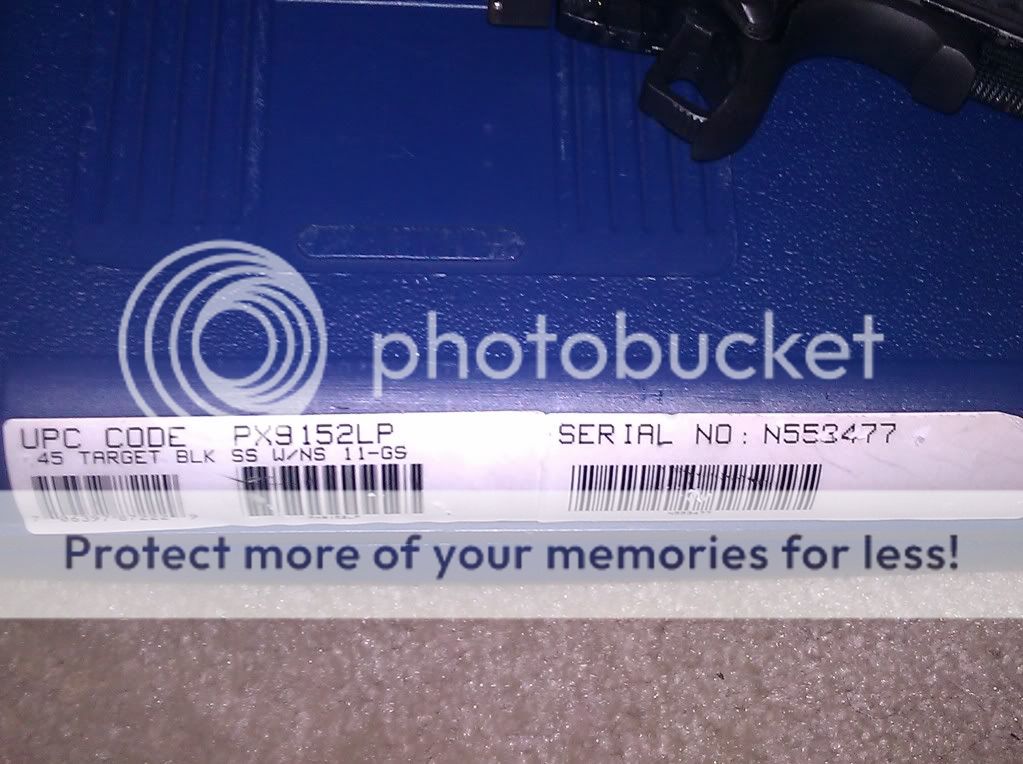 photobucket
UPC CODE PX9152LP
SERIAL NO: N553477
45 TARGET BLK SS W/NS 11-GS
Protect more of your memories for less!